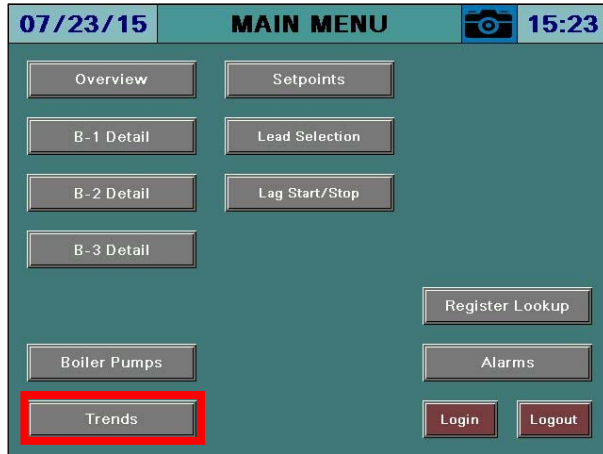 07/23/15 MAIN MENU 15:23
Overview Setpoints
B-1 Detail Lead Selection
B-2 Detail Lag Start/Stop
B-3 Detail
Register Lookup
Boiler Pumps Alarms
Trends Login Logout